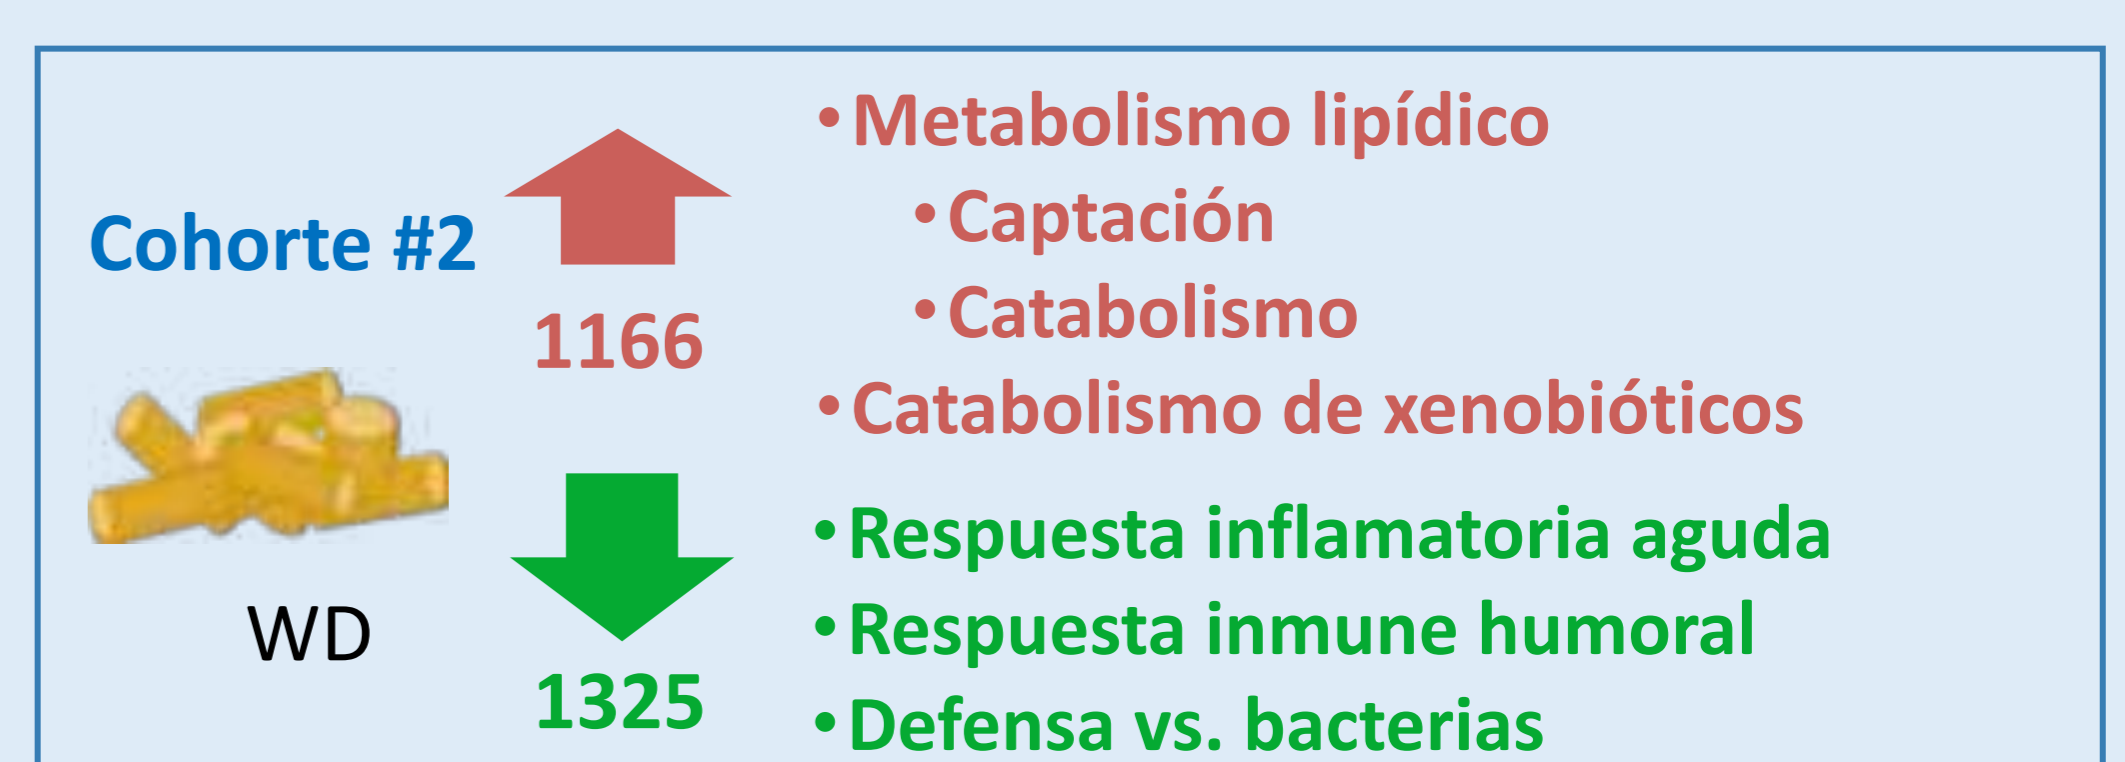 Cohorte #2
WD
1166
• Metabolismo lipídico
• Captación
• Catabolismo
• Catabolismo de xenobióticos
1325
• Respuesta inflamatoria aguda
• Respuesta inmune humoral
• Defensa vs. bacterias